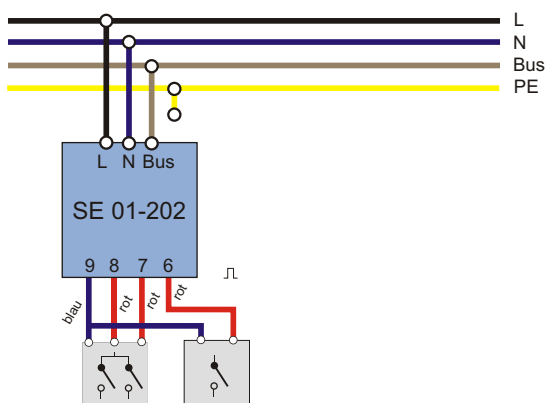 L
N
Bus
PE
L N Bus
SE 01-202
9 8 7 6
blau rot rot rot